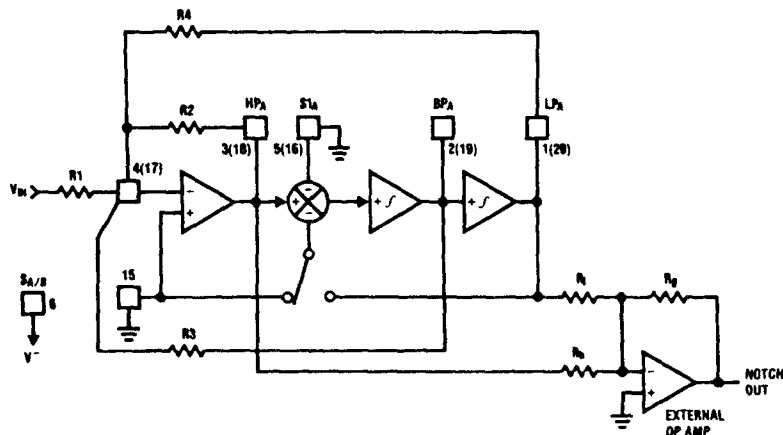 R4
HPA
S1A
BPA
LPA
R2
3(18)
5(16)
2(19)
1(20)
4(17)
R1
VIN
15
SA/B
6
V−
R3
Rl
Rg
Rh
NOTCH
OUT
EXTERNAL
OP AMP